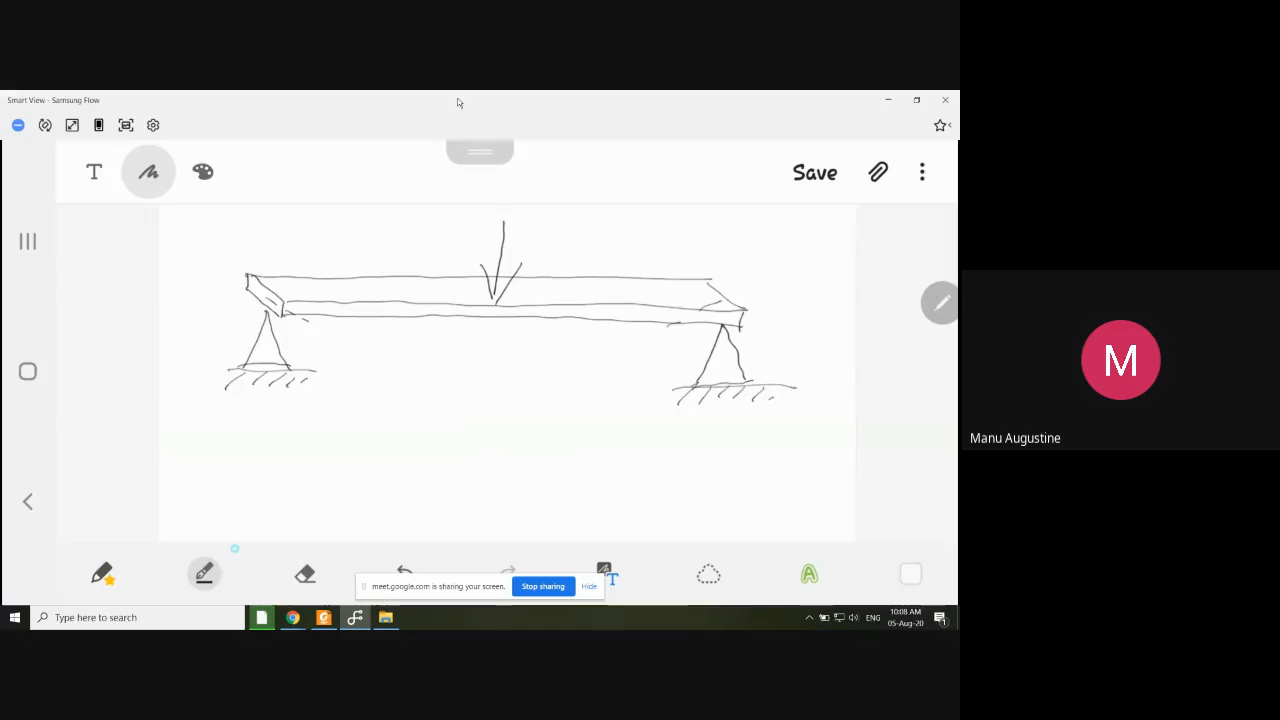 Smart View - Samsung Flow
T
Save
M
Manu Augustine
T
A
meet.google.com is sharing your screen.
Stop sharing
Hide
Type here to search
ENG
10:08 AM
05-Aug-20
1